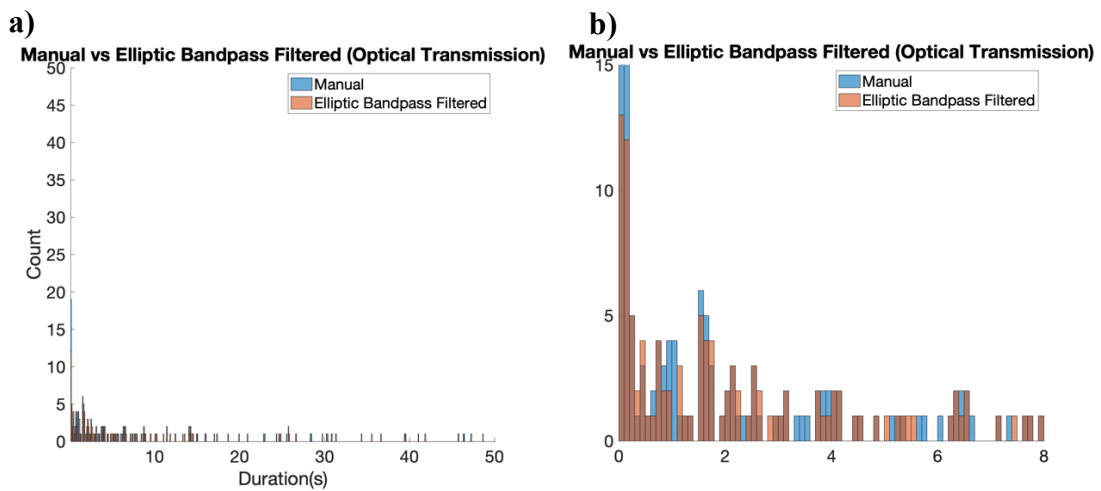 a)
Manual vs Elliptic Bandpass Filtered (Optical Transmission)
50
45
40
35
30
25
20
15
10
5
0
Count
Manual
Elliptic Bandpass Filtered
10
20
30
40
50
Duration(s)
b)
Manual vs Elliptic Bandpass Filtered (Optical Transmission)
15
10
5
0
Manual
Elliptic Bandpass Filtered
0
2
4
6
8